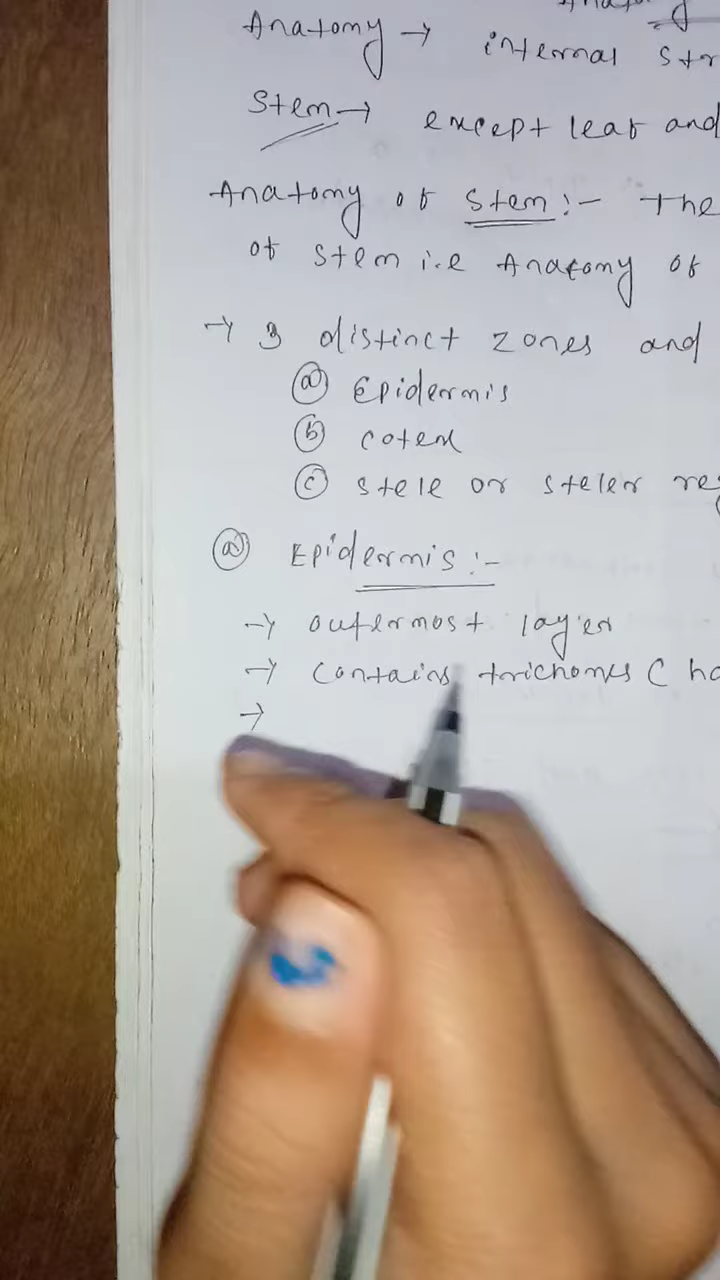 Anatomy → internal str
Stem → except leaf and
Anatomy of Stem :- The
of stem i.e Anatomy of
→ 3 distinct zones and
(a) Epidermis
(b) cotex
(c) stele or steler re
(a) Epidermis :-
→ outermost layer
→ contains trichomes ( ha
→